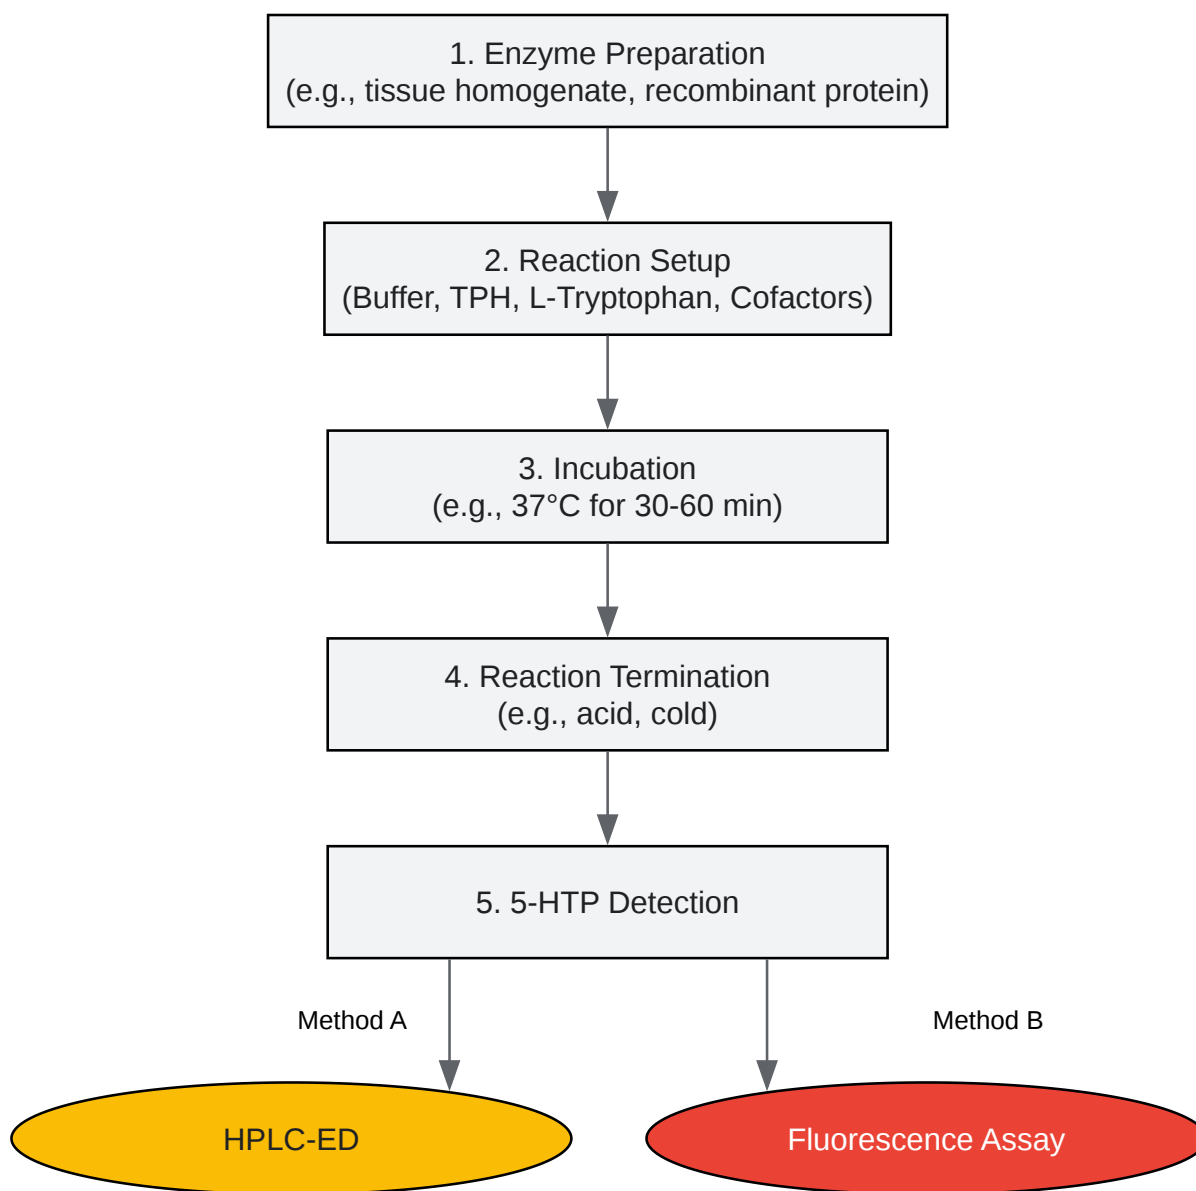 1. Enzyme Preparation
(e.g., tissue homogenate, recombinant protein)
2. Reaction Setup
(Buffer, TPH, L-Tryptophan, Cofactors)
3. Incubation
(e.g., 37°C for 30-60 min)
4. Reaction Termination
(e.g., acid, cold)
5. 5-HTP Detection
Method A
Method B
HPLC-ED
Fluorescence Assay